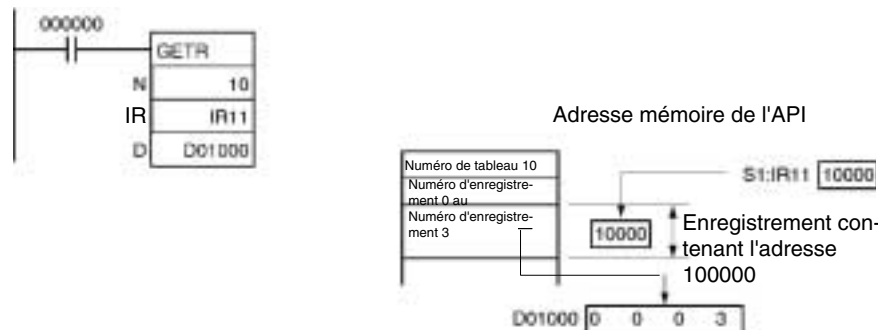 000000
GETR
N 10
IR IR11
D D01000
Adresse mémoire de l'API
Numéro de tableau 10
Numéro d'enregistre-
ment 0 au
Numéro d'enregistre-
ment 3
S1:IR11 10000
10000
Enregistrement con-
tenant l'adresse
100000
D01000 0 0 0 3